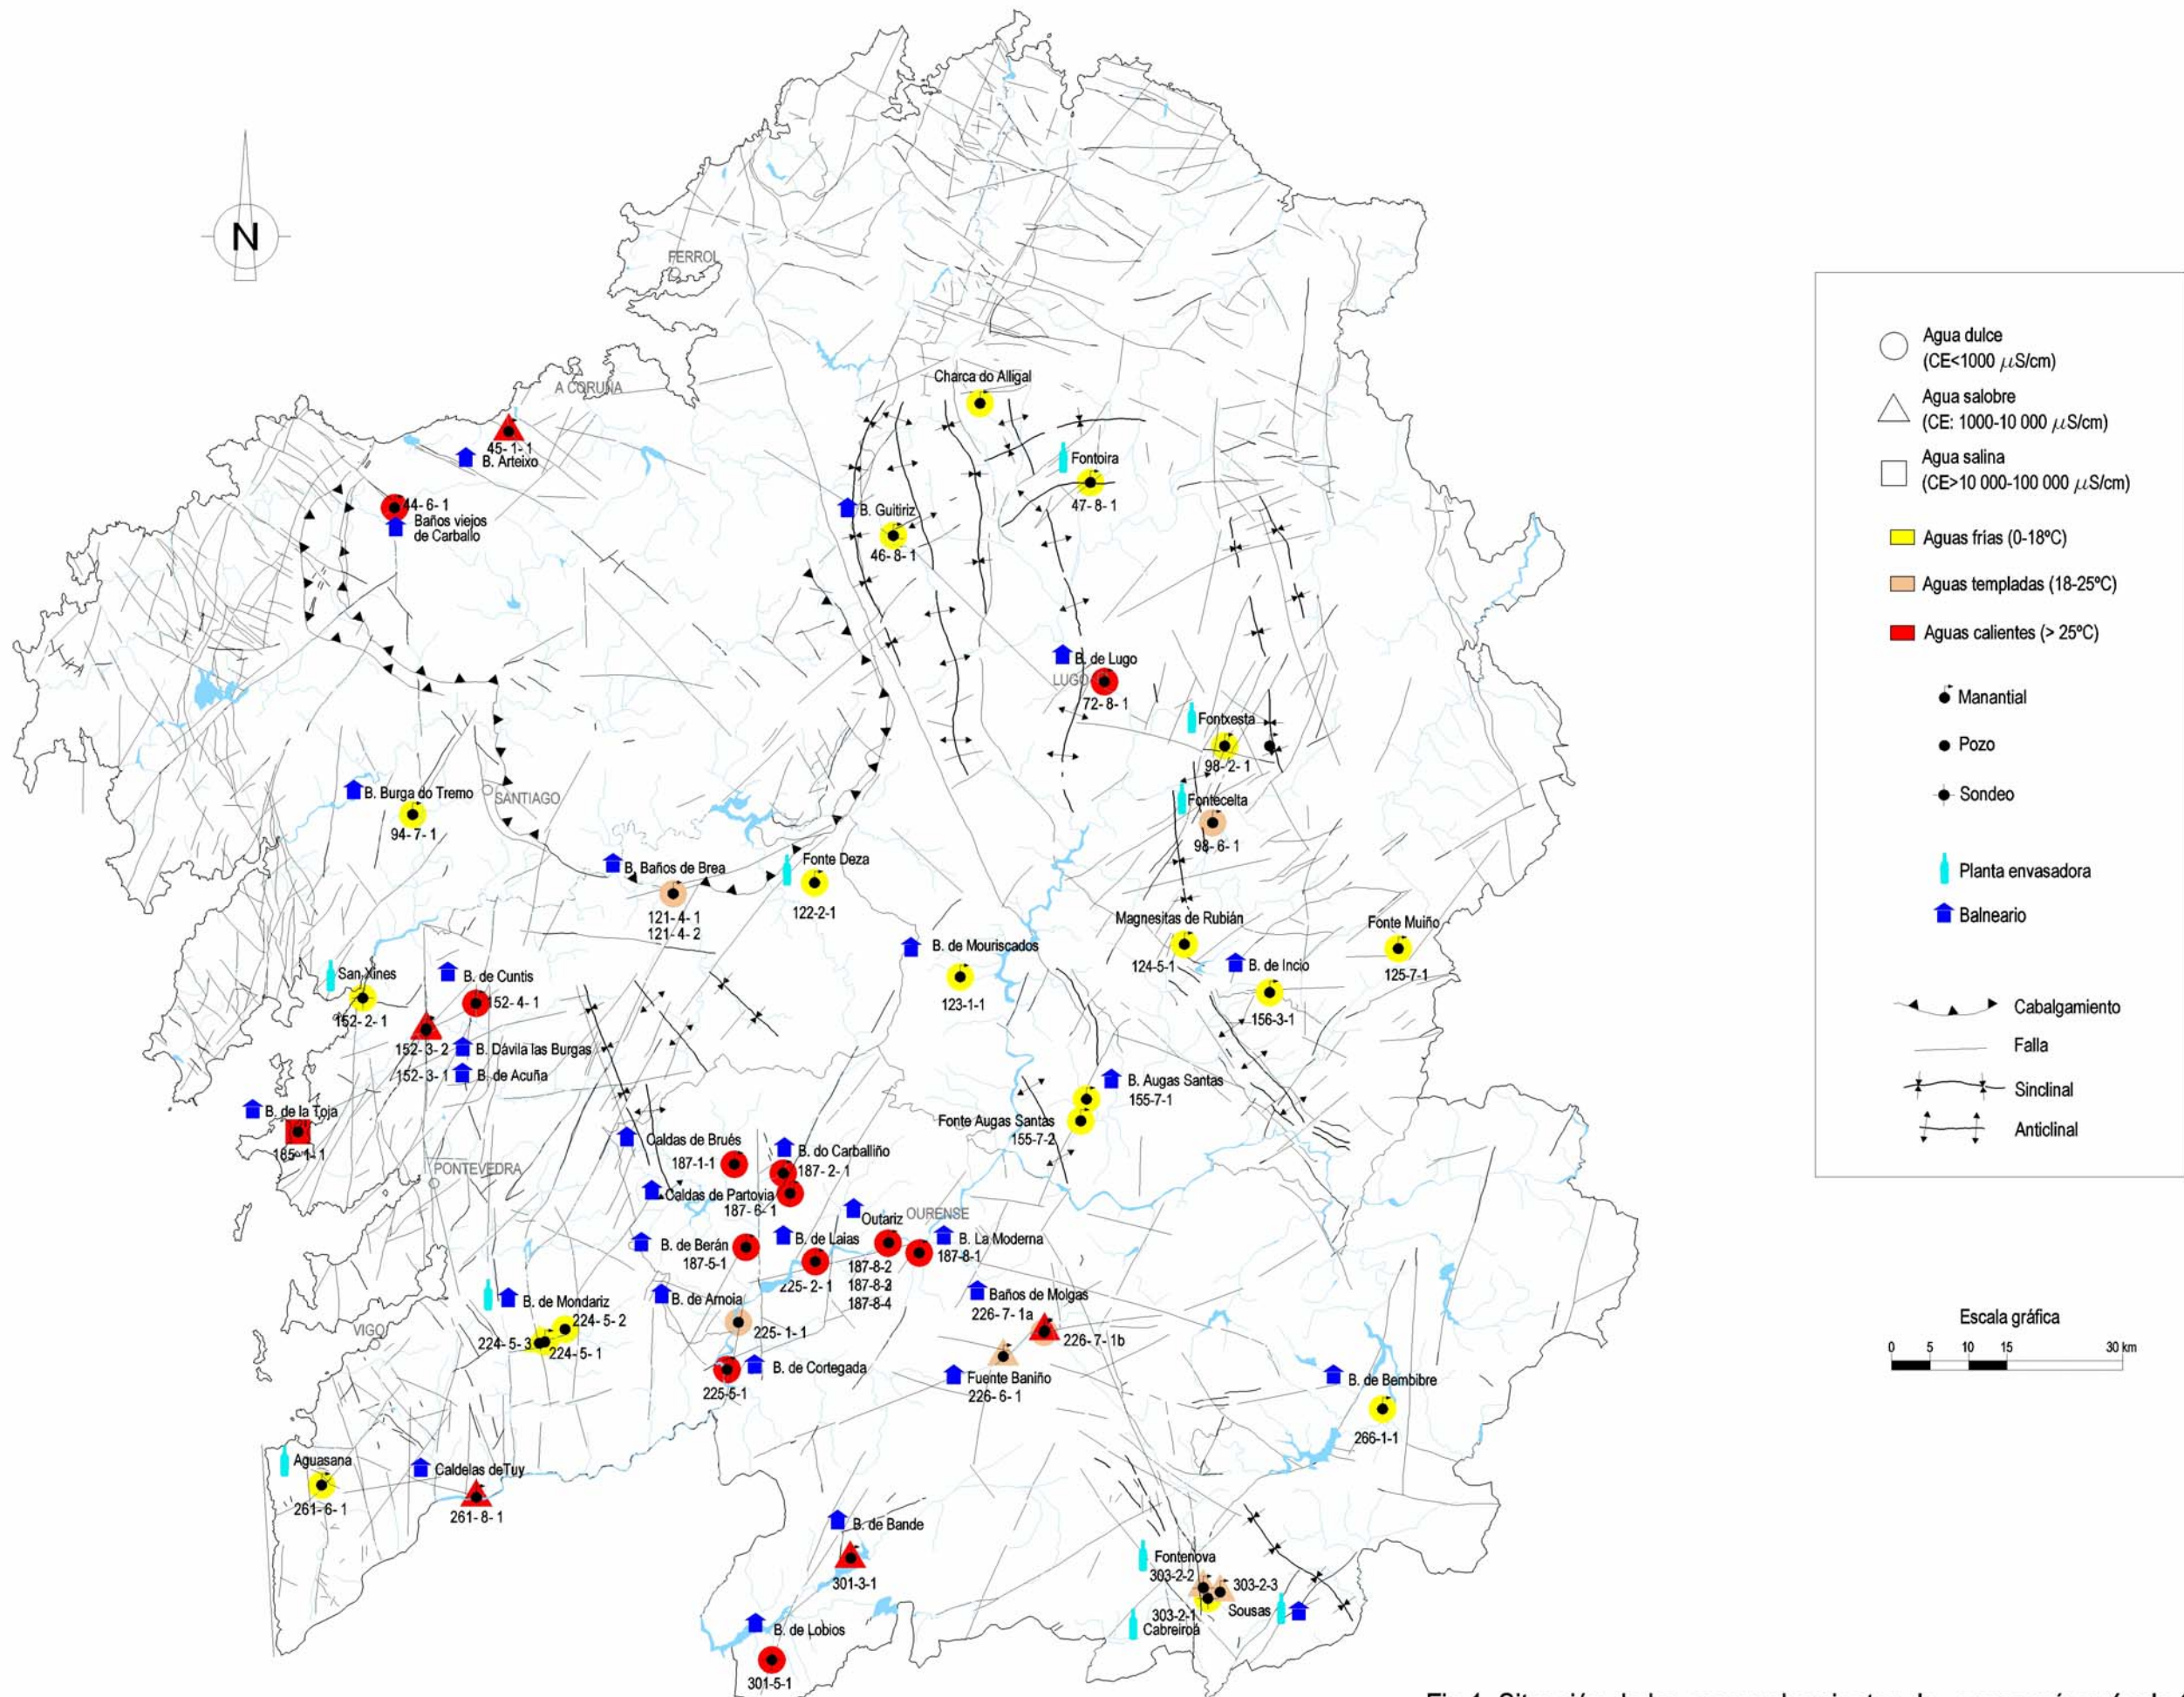 N
FERROL
A CORUÑA
Charca do Alligal
45- 1- 1
B. Arteixo
Fontoira
47- 8- 1
44- 6- 1
Baños viejos
de Carballo
B. Guitiriz
46- 8- 1
B. de Lugo
LUGO
72- 8- 1
Fontxesta
98- 2- 1
Fontecelta
98- 6- 1
B. Burga do Tremo
94- 7- 1
SANTIAGO
B. Baños de Brea
121- 4- 1
121- 4- 2
Fonte Deza
122-2-1
Magnesitas de Rubián
124-5-1
Fonte Muiño
125-7-1
B. de Mouriscados
123-1-1
B. de Incio
156-3-1
San Xines
152- 2- 1
B. de Cuntis
152- 4- 1
152- 3- 2
B. Dávila las Burgas
152- 3- 1
B. de Acuña
B. Augas Santas
155-7-1
Fonte Augas Santas
155-7-2
B. de la Toja
185- 1- 1
PONTEVEDRA
Caldas de Brués
187-1-1
B. do Carballiño
187- 2- 1
Caldas de Partovia
187- 6- 1
Outariz
OURENSE
B. de Berán
187-5-1
B. de Laias
225- 2- 1
187-8-2
187-8-3
187-8-4
B. La Moderna
187-8-1
B. de Mondariz
224- 5- 2
224- 5- 3
224- 5- 1
VIGO
B. de Arnoia
225- 1- 1
Baños de Molgas
226- 7- 1a
226- 7- 1b
B. de Cortegada
225-5-1
Fuente Baniño
226- 6- 1
B. de Bembibre
266-1-1
Aguasana
261- 6- 1
Caldelas deTuy
261- 8- 1
B. de Bande
301-3-1
Fontenova
303-2-2
303-2-3
303-2-1
Sousas
Cabreiroá
B. de Lobios
301-5-1
Agua dulce
(CE<1000 µS/cm)
Agua salobre
(CE: 1000-10 000 µS/cm)
Agua salina
(CE>10 000-100 000 µS/cm)
Aguas frías (0-18ºC)
Aguas templadas (18-25ºC)
Aguas calientes (> 25ºC)
Manantial
Pozo
Sondeo
Planta envasadora
Balneario
Cabalgamiento
Falla
Sinclinal
Anticlinal
Escala gráfica
0 5 10 15 30 km